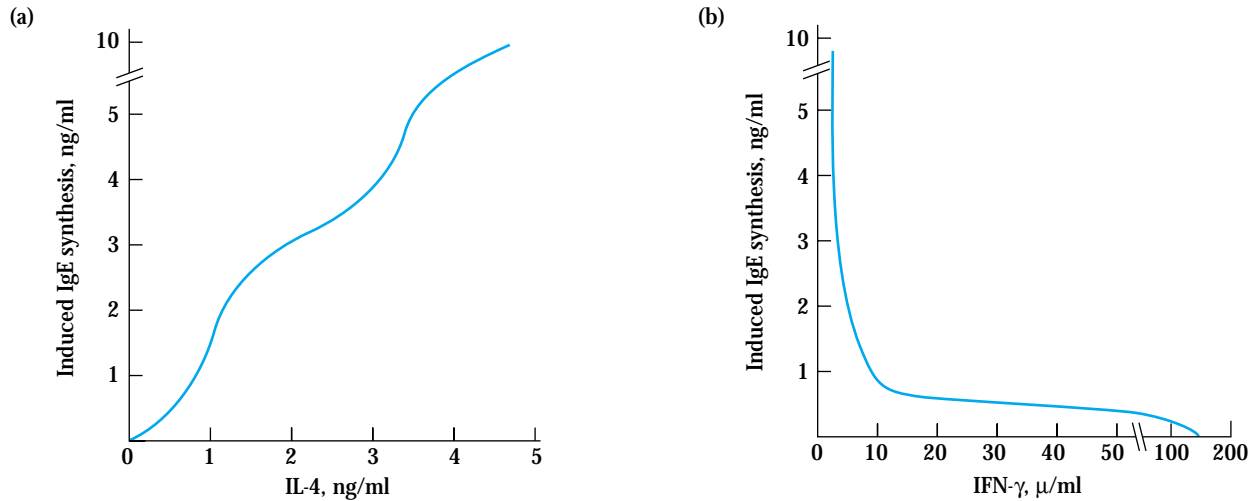 (a)
Induced IgE synthesis, ng/ml
10
5
4
3
2
1
0 1 2 3 4 5
IL-4, ng/ml
(b)
Induced IgE synthesis, ng/ml
10
5
4
3
2
1
0 10 20 30 40 50 100 200
IFN-γ, μ/ml